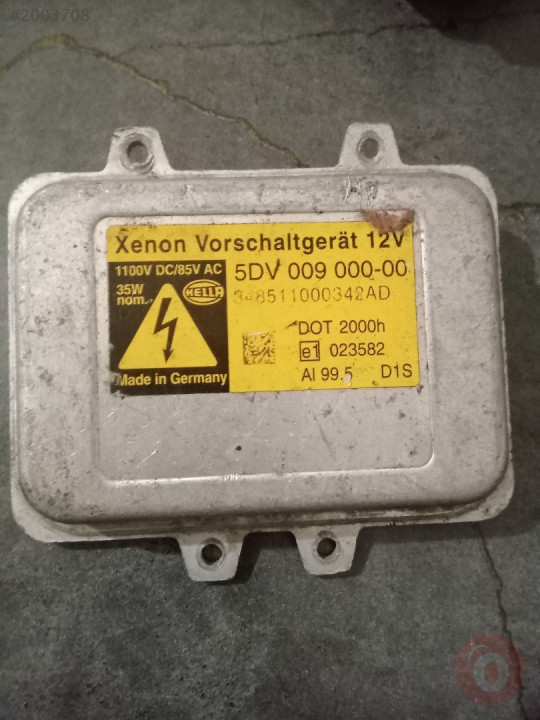 #2003708
Xenon Vorschaltgerät 12V
1100V DC/85V AC
35W
nom.
HELLA
Made in Germany
5DV 009 000-00
348511000342AD
DOT 2000h
e1 023582
AI 99.5 D1S